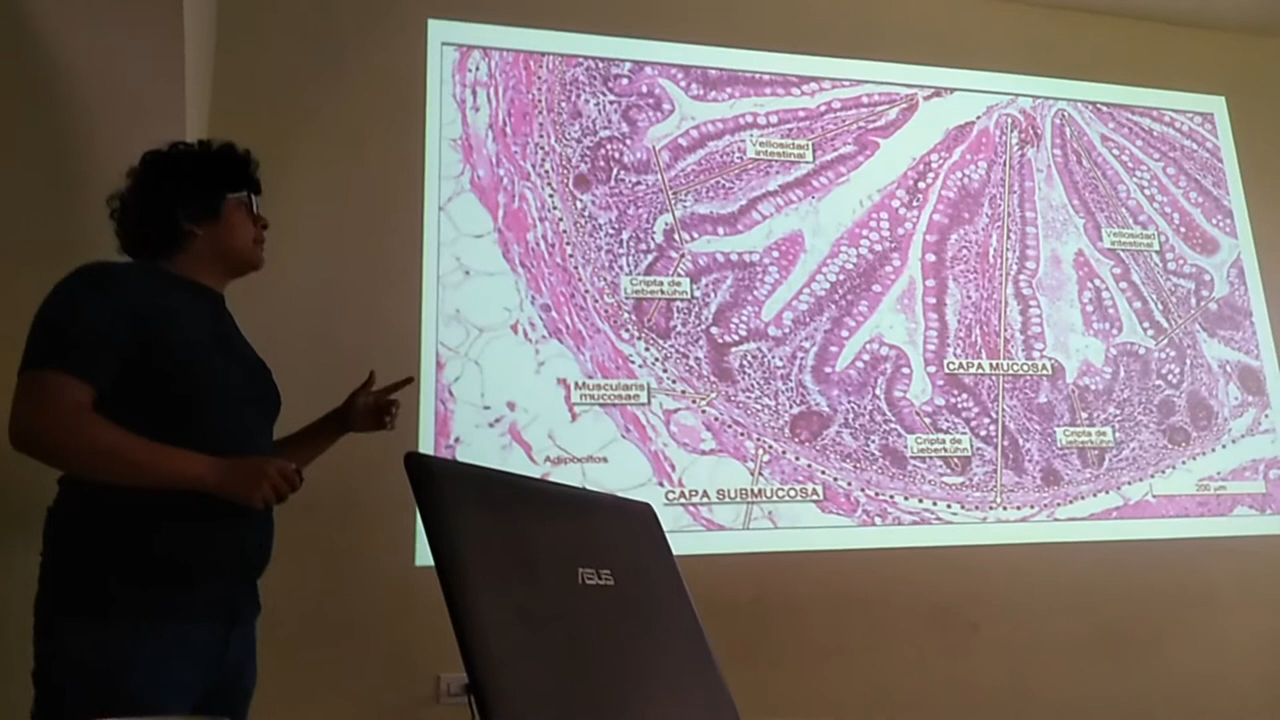 Vellosidad
intestinal
Vellosidad
intestinal
Cripta de
Lieberkühn
CAPA MUCOSA
Muscularis
mucosae
Cripta de
Lieberkühn
Cripta de
Lieberkühn
Adipocitos
CAPA SUBMUCOSA
200 µm
ASUS